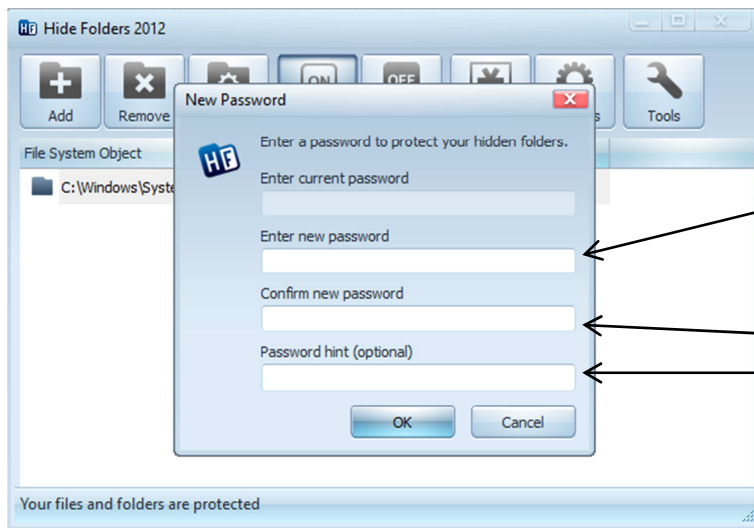 HF Hide Folders 2012
ON OFF
Add Remove Tools
New Password
File System Object
C:\Windows\Syste
HF
Enter a password to protect your hidden folders.
Enter current password
Enter new password
Confirm new password
Password hint (optional)
OK Cancel
Your files and folders are protected